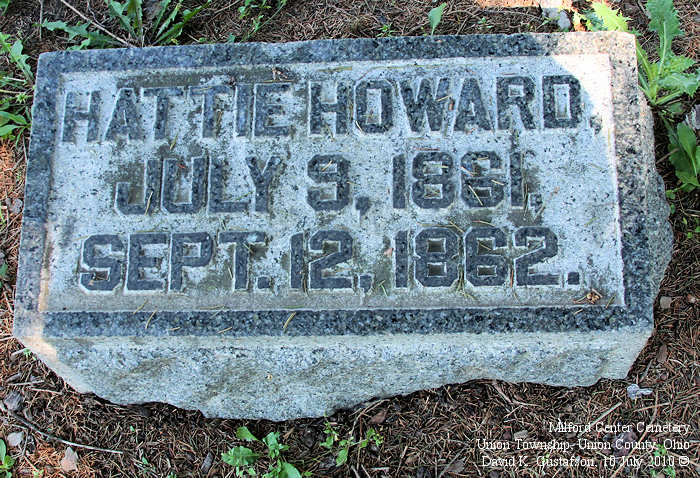 HATTIE HOWARD,
JULY 9, 1861,
SEPT. 12, 1862.
Milford Center Cemetery
Union Township- Union County, Ohio
David K. Gustafson, 10 July 2010 ©